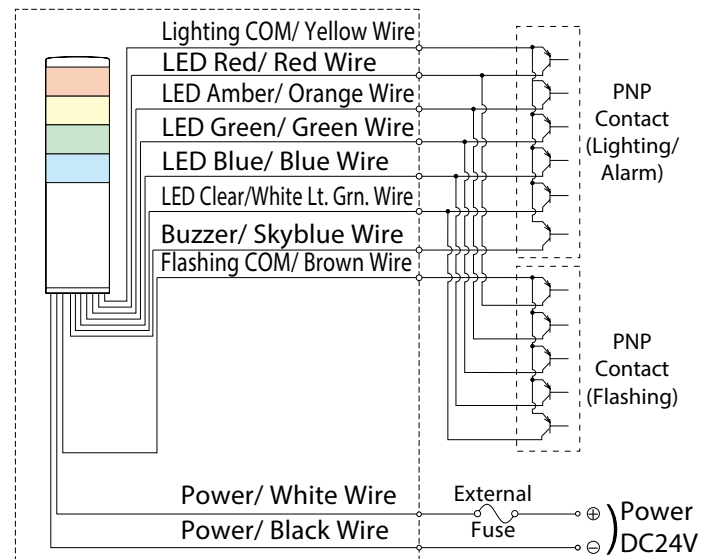 Lighting COM/ Yellow Wire
LED Red/ Red Wire
LED Amber/ Orange Wire
LED Green/ Green Wire
LED Blue/ Blue Wire
LED Clear/White Lt. Grn. Wire
Buzzer/ Skyblue Wire
Flashing COM/ Brown Wire
PNP
Contact
(Lighting/
Alarm)
PNP
Contact
(Flashing)
Power/ White Wire
Power/ Black Wire
External
Fuse
⊕
⊖
Power
DC24V